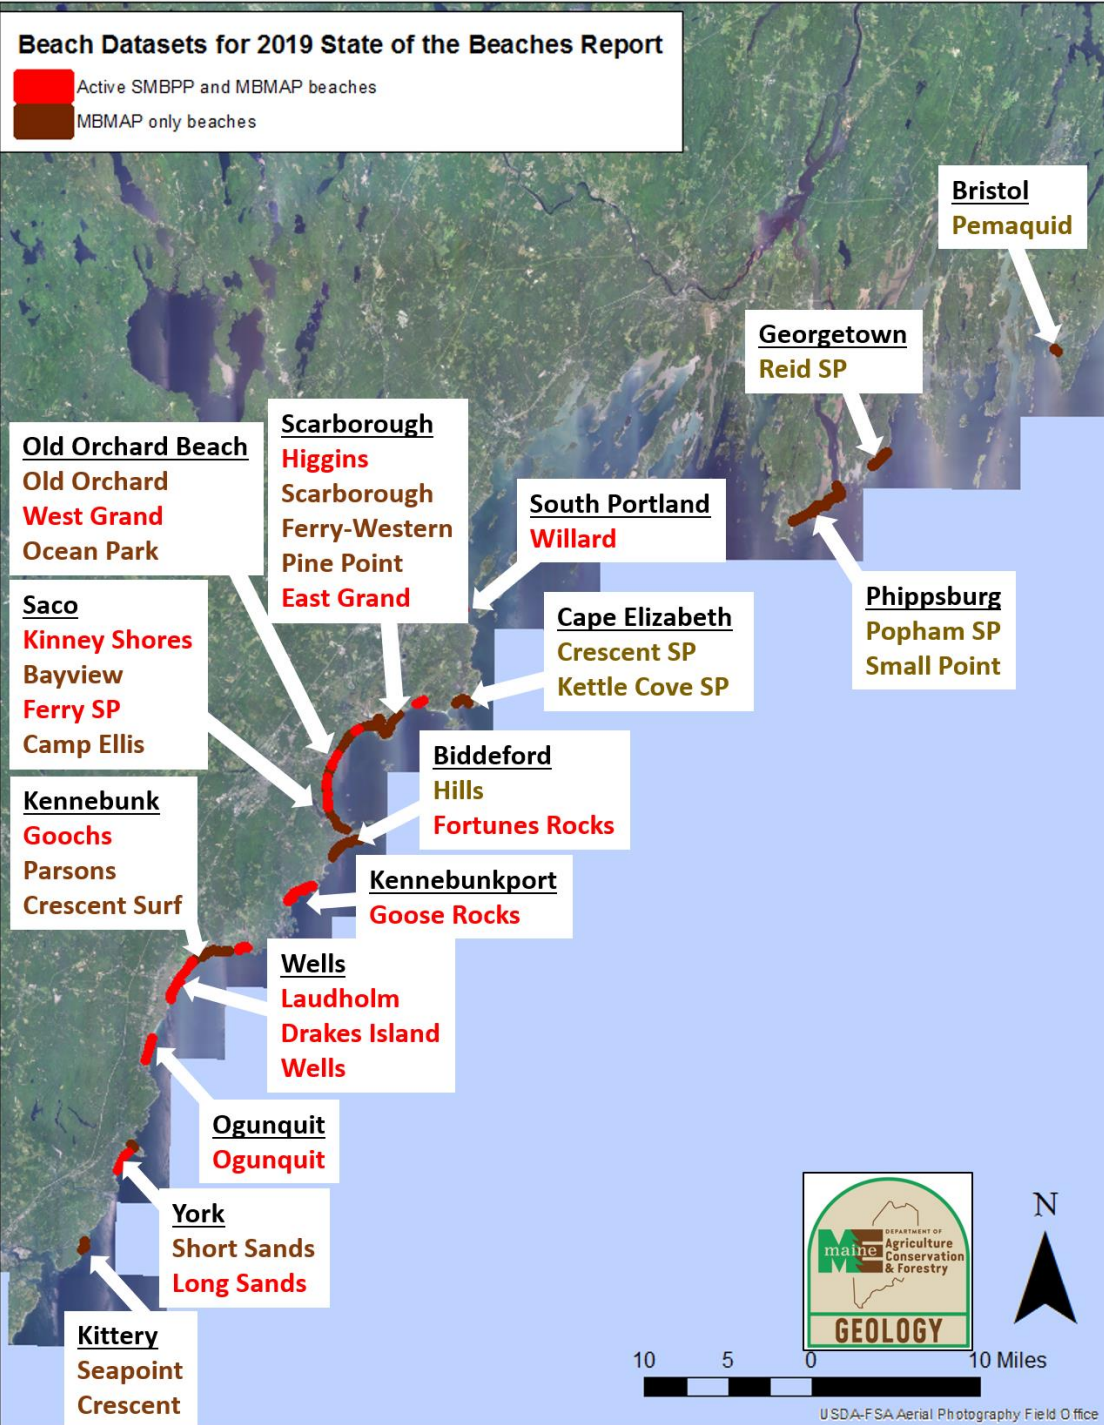 Beach Datasets for 2019 State of the Beaches Report
Active SMBPP and MBMAP beaches
MBMAP only beaches
Bristol
Pemaquid
Georgetown
Reid SP
Scarborough
Higgins
Scarborough
Ferry-Western
Pine Point
East Grand
Old Orchard Beach
Old Orchard
West Grand
Ocean Park
South Portland
Willard
Phippsburg
Popham SP
Small Point
Saco
Kinney Shores
Bayview
Ferry SP
Camp Ellis
Cape Elizabeth
Crescent SP
Kettle Cove SP
Biddeford
Hills
Fortunes Rocks
Kennebunk
Goochs
Parsons
Crescent Surf
Kennebunkport
Goose Rocks
Wells
Laudholm
Drakes Island
Wells
Ogunquit
Ogunquit
York
Short Sands
Long Sands
Kittery
Seapoint
Crescent
maine
DEPARTMENT OF
Agriculture
Conservation
& Forestry
GEOLOGY
N
10 5 0 10 Miles
USDA-FSA Aerial Photography Field Office